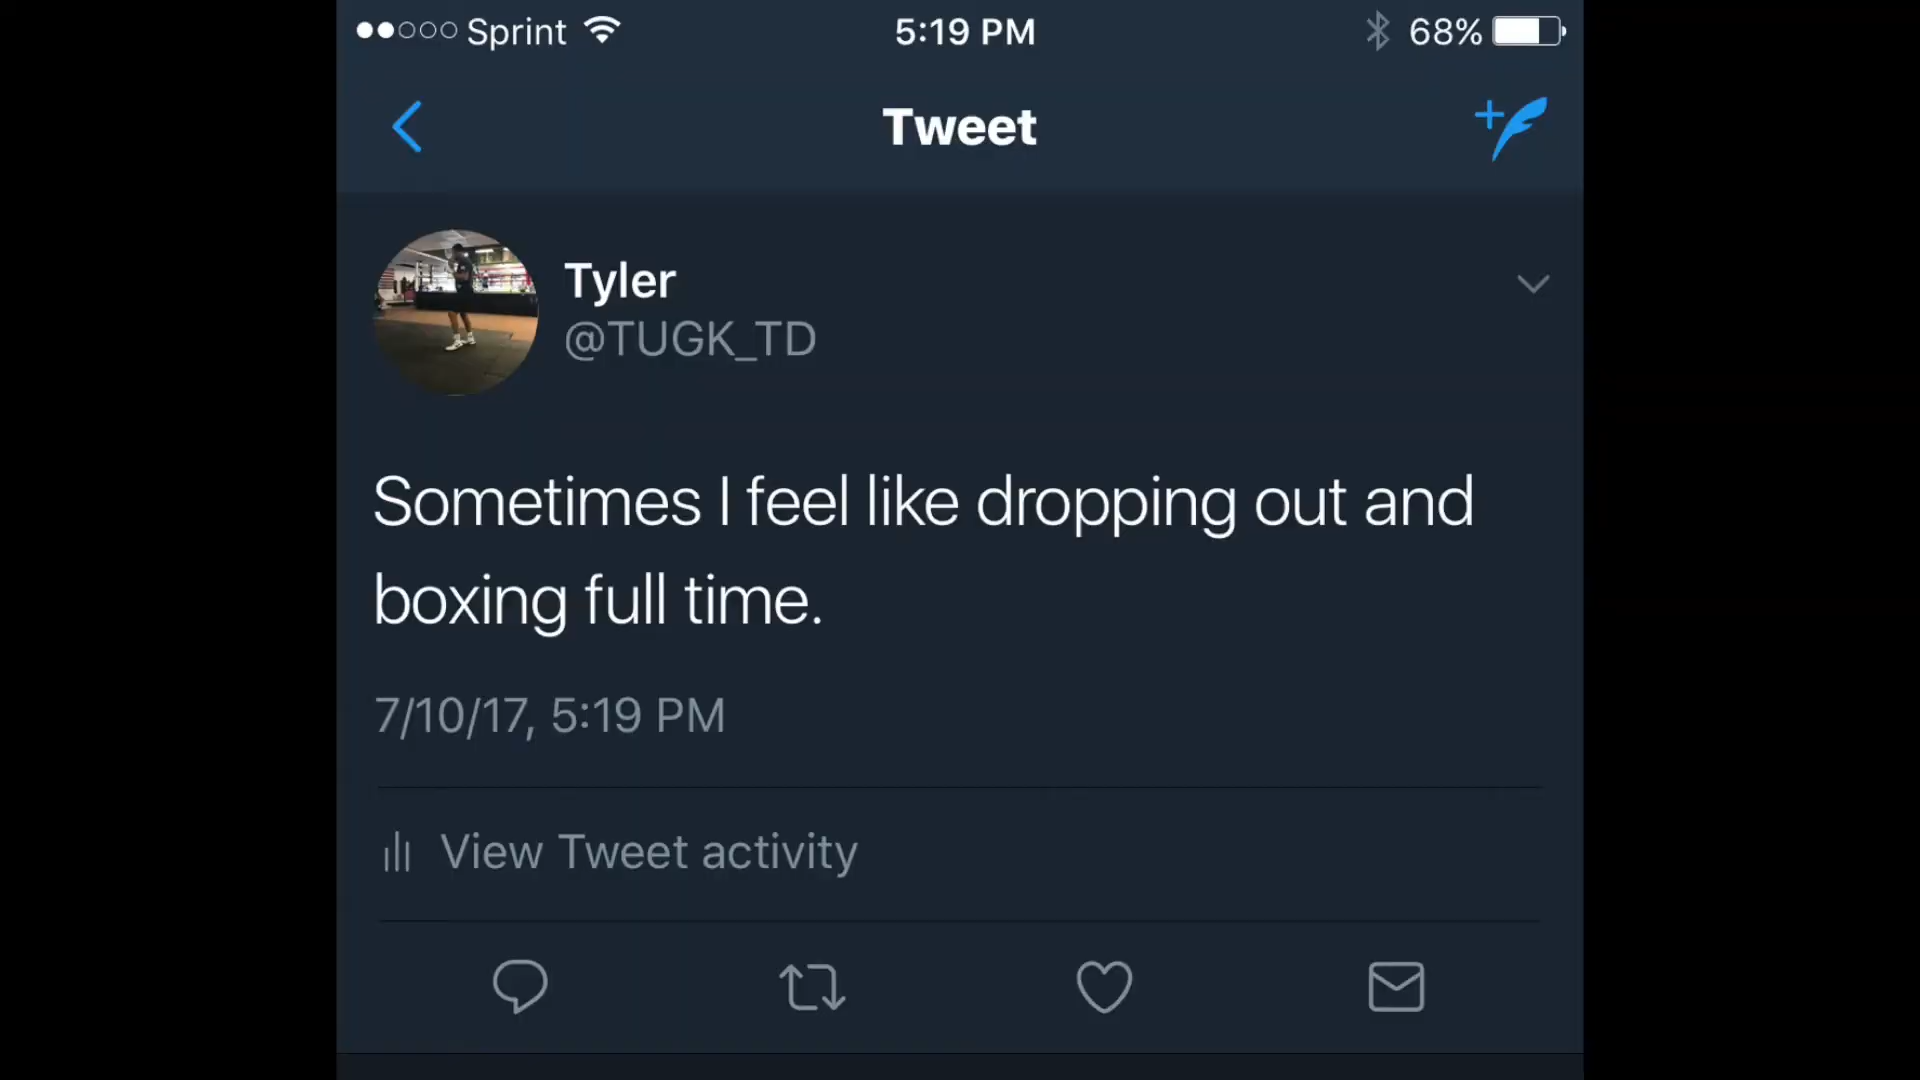 Sprint 5:19 PM 68%
Tweet
Tyler
@TUGK_TD
Sometimes I feel like dropping out and
boxing full time.
7/10/17, 5:19 PM
View Tweet activity